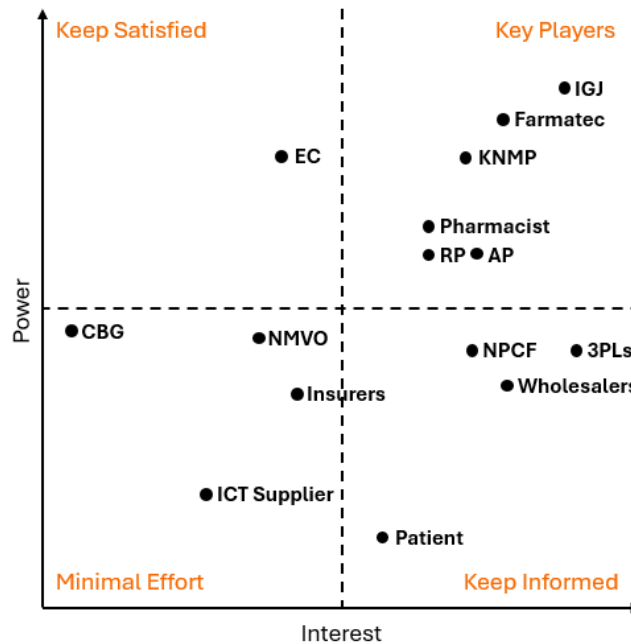 Keep Satisfied
Key Players
IGJ
Farmatec
EC
KNMP
Pharmacist
RP
AP
Power
CBG
NMVO
NPCF
3PLs
Wholesalers
Insurers
ICT Supplier
Patient
Minimal Effort
Keep Informed
Interest